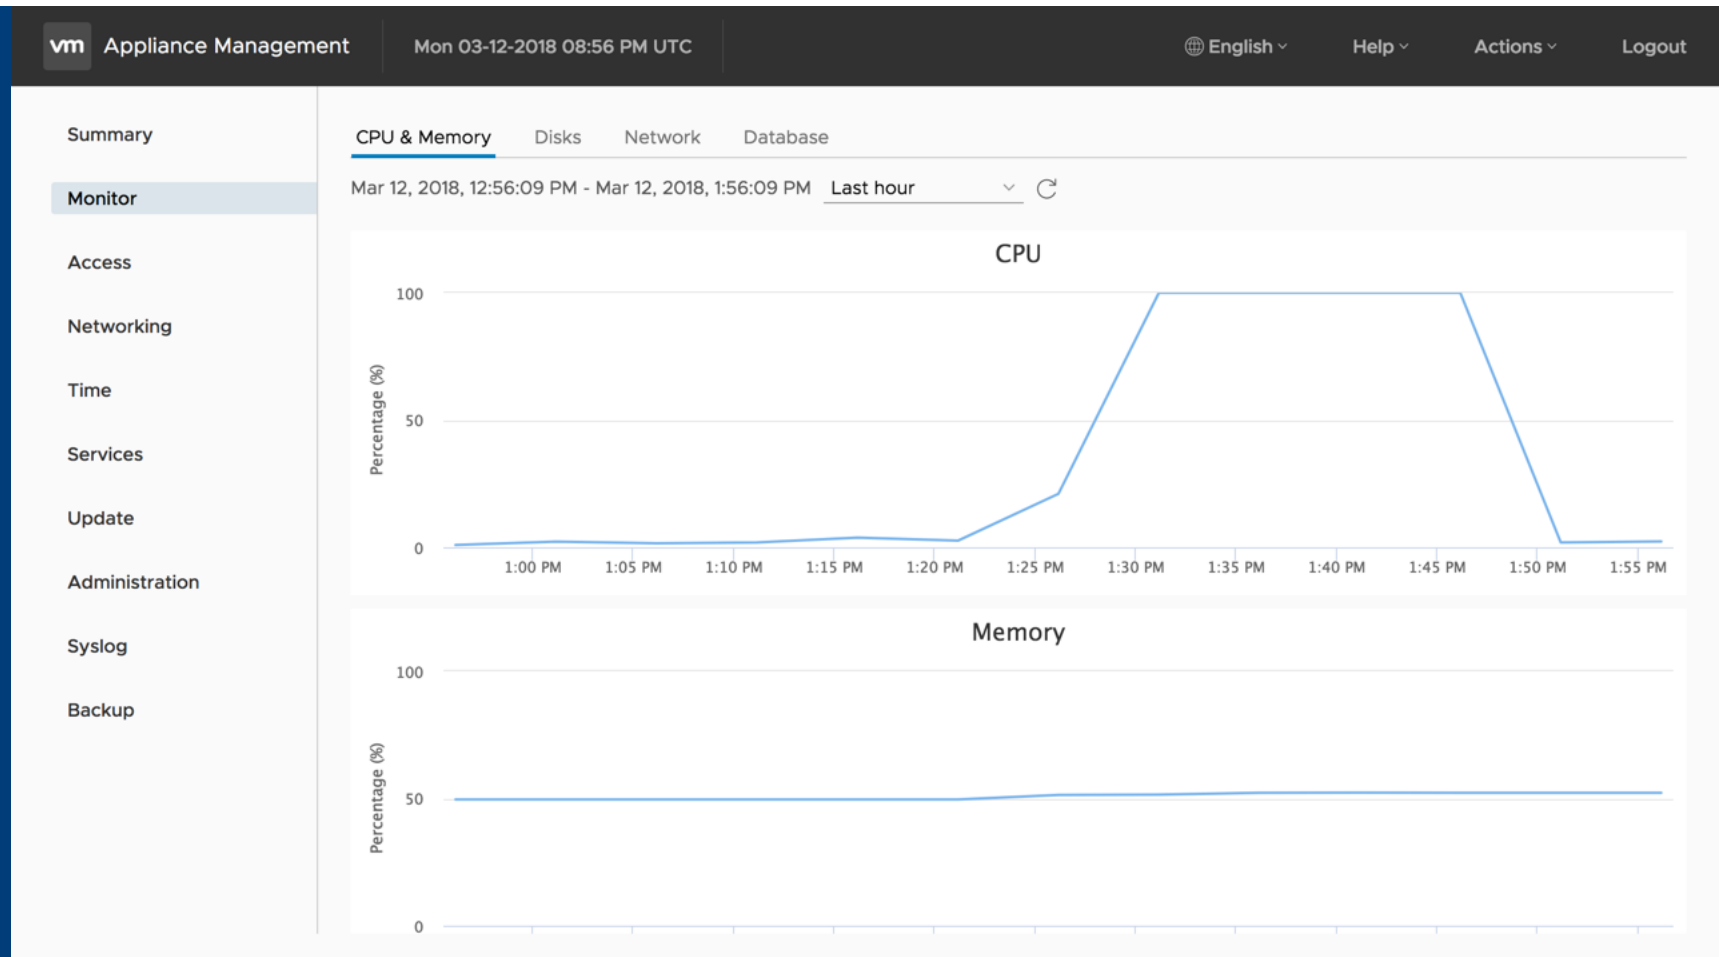 vm Appliance Management Mon 03-12-2018 08:56 PM UTC English Help Actions Logout
Summary
Monitor
Access
Networking
Time
Services
Update
Administration
Syslog
Backup
CPU & Memory Disks Network Database
Mar 12, 2018, 12:56:09 PM - Mar 12, 2018, 1:56:09 PM Last hour
CPU
Percentage (%)
100
50
0
1:00 PM 1:05 PM 1:10 PM 1:15 PM 1:20 PM 1:25 PM 1:30 PM 1:35 PM 1:40 PM 1:45 PM 1:50 PM 1:55 PM
Memory
Percentage (%)
100
50
0